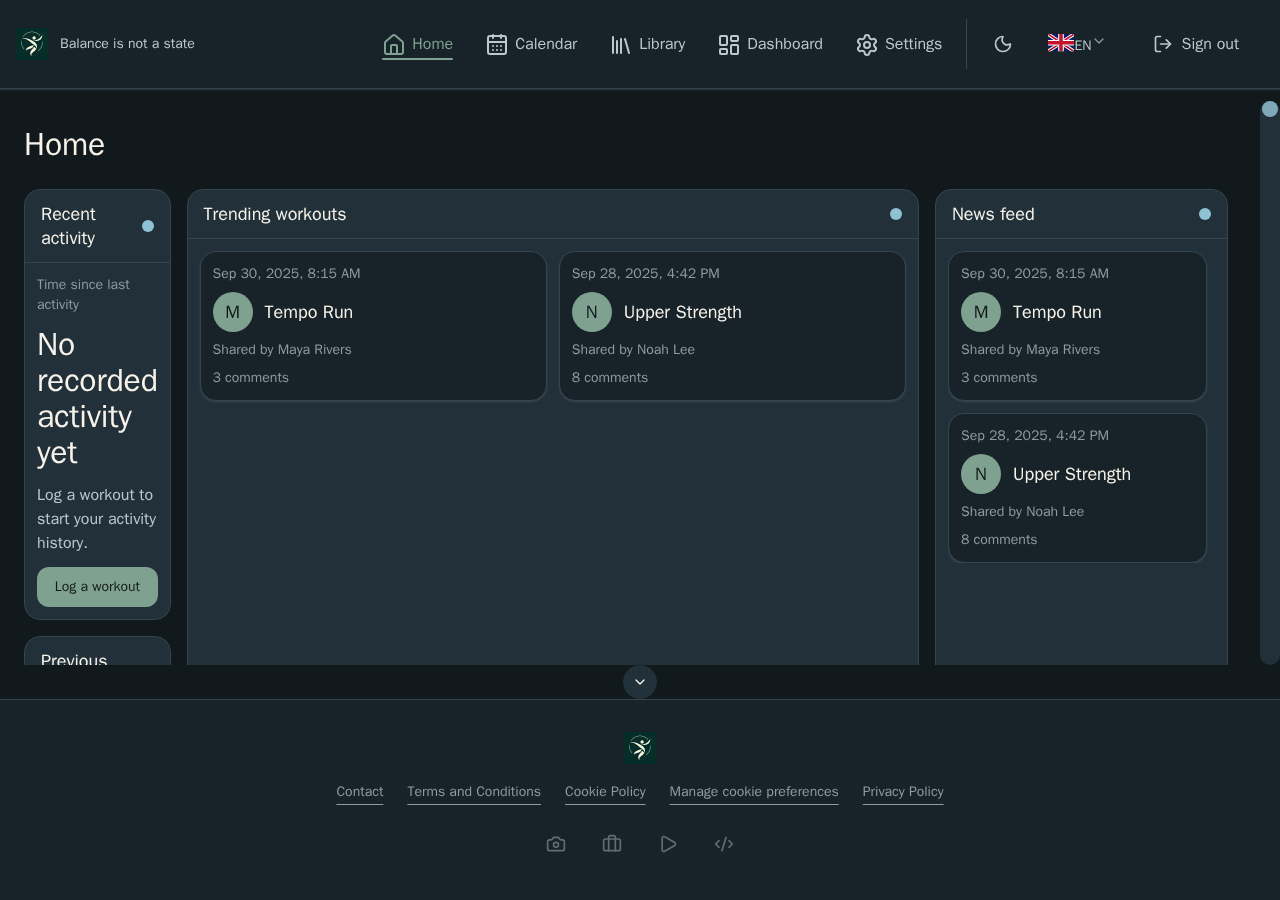 Balance is not a state
Home
Calendar
Library
Dashboard
Settings
EN
Sign out
Home
Recent
activity
Time since last
activity
No
recorded
activity
yet
Log a workout to
start your activity
history.
Log a workout
Previous
Trending workouts
Sep 30, 2025, 8:15 AM
M
Tempo Run
Shared by Maya Rivers
3 comments
Sep 28, 2025, 4:42 PM
N
Upper Strength
Shared by Noah Lee
8 comments
News feed
Sep 30, 2025, 8:15 AM
M
Tempo Run
Shared by Maya Rivers
3 comments
Sep 28, 2025, 4:42 PM
N
Upper Strength
Shared by Noah Lee
8 comments
Contact
Terms and Conditions
Cookie Policy
Manage cookie preferences
Privacy Policy